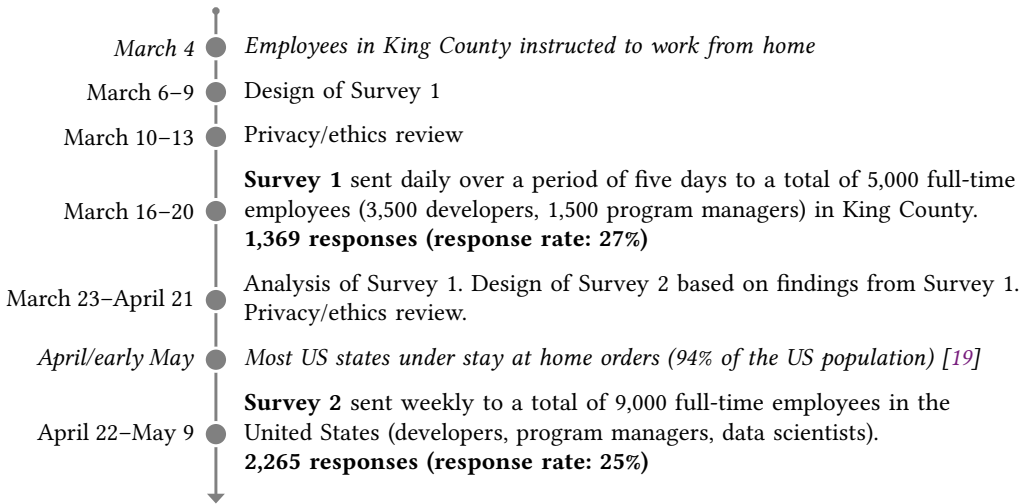 March 4 Employees in King County instructed to work from home
March 6–9 Design of Survey 1
March 10–13 Privacy/ethics review
March 16–20
Survey 1 sent daily over a period of five days to a total of 5,000 full-time
employees (3,500 developers, 1,500 program managers) in King County.
1,369 responses (response rate: 27%)
March 23–April 21
Analysis of Survey 1. Design of Survey 2 based on findings from Survey 1.
Privacy/ethics review.
April/early May Most US states under stay at home orders (94% of the US population) [19]
April 22–May 9
Survey 2 sent weekly to a total of 9,000 full-time employees in the
United States (developers, program managers, data scientists).
2,265 responses (response rate: 25%)